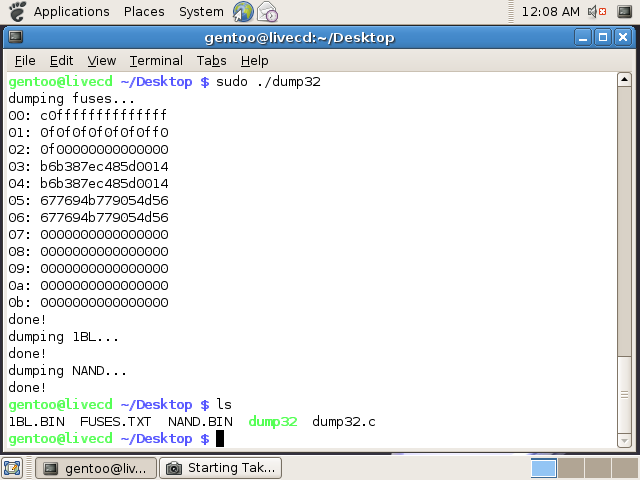 Applications Places System 12:08 AM
gentoo@livecd:~/Desktop
File Edit View Terminal Tabs Help
gentoo@livecd ~/Desktop $ sudo ./dump32
dumping fuses...
00: c0ffffffffffffff
01: 0f0f0f0f0f0f0ff0
02: 0f00000000000000
03: b6b387ec485d0014
04: b6b387ec485d0014
05: 677694b779054d56
06: 677694b779054d56
07: 0000000000000000
08: 0000000000000000
09: 0000000000000000
0a: 0000000000000000
0b: 0000000000000000
done!
dumping 1BL...
done!
dumping NAND...
done!
gentoo@livecd ~/Desktop $ ls
1BL.BIN FUSES.TXT NAND.BIN dump32 dump32.c
gentoo@livecd ~/Desktop $
gentoo@liv... Starting Tak...